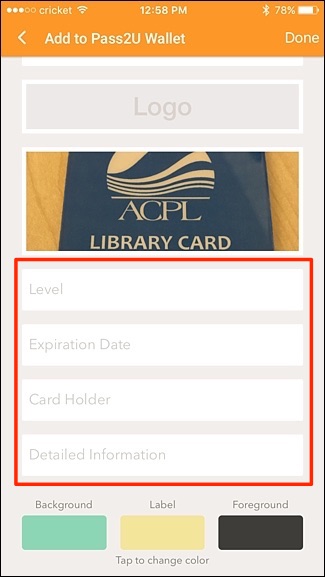 cricket 12:58 PM 78%
Add to Pass2U Wallet Done
Logo
ACPL
LIBRARY CARD
Level
Expiration Date
Card Holder
Detailed Information
Background Label Foreground
Tap to change color